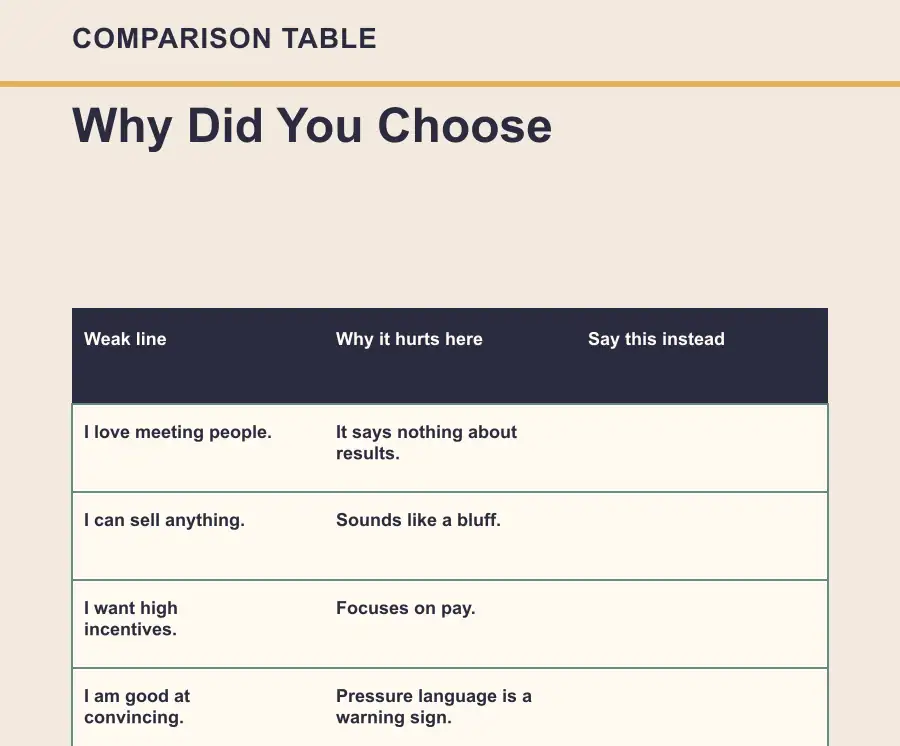 COMPARISON TABLE
Why Did You Choose
Weak line
Why it hurts here
Say this instead
I love meeting people.
It says nothing about
results.
I can sell anything.
Sounds like a bluff.
I want high
incentives.
Focuses on pay.
I am good at
convincing.
Pressure language is a
warning sign.